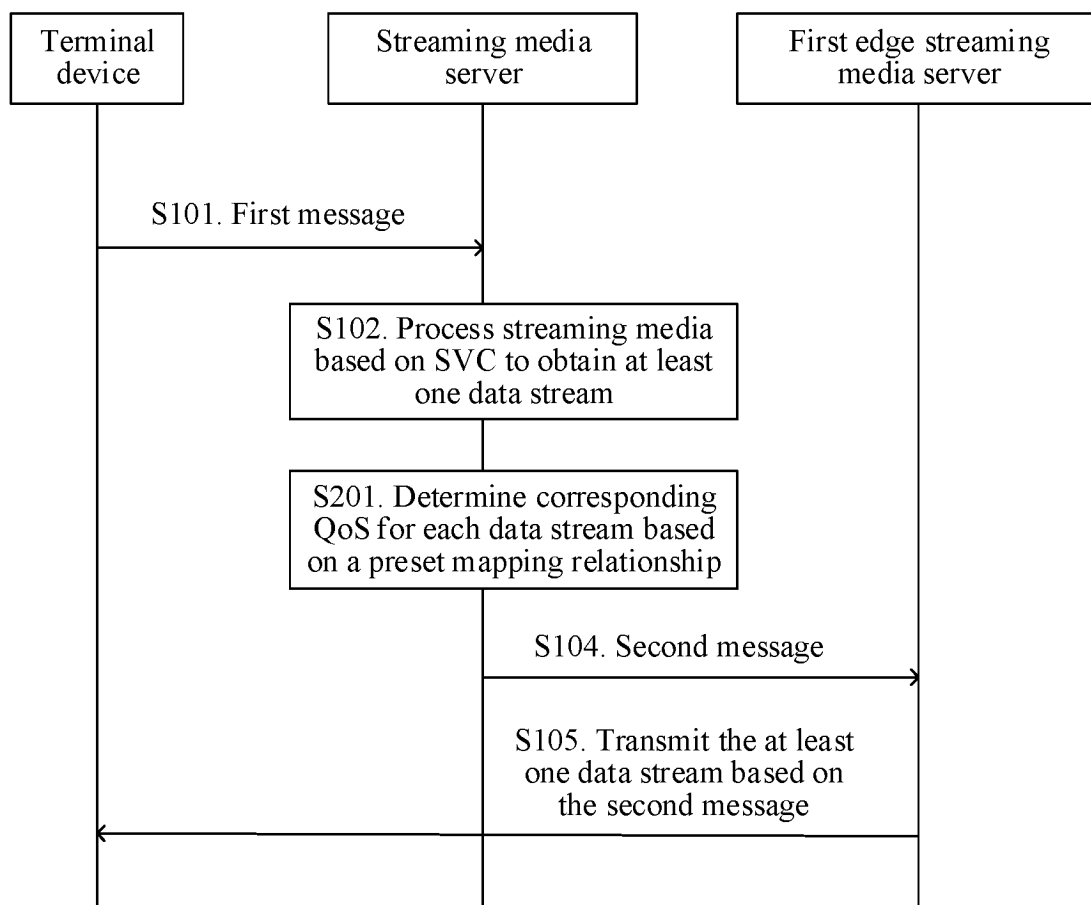 Terminal
device
Streaming media
server
First edge streaming
media server
S101. First message
S102. Process streaming media
based on SVC to obtain at least
one data stream
S201. Determine corresponding
QoS for each data stream based
on a preset mapping relationship
S104. Second message
S105. Transmit the at least
one data stream based on
the second message